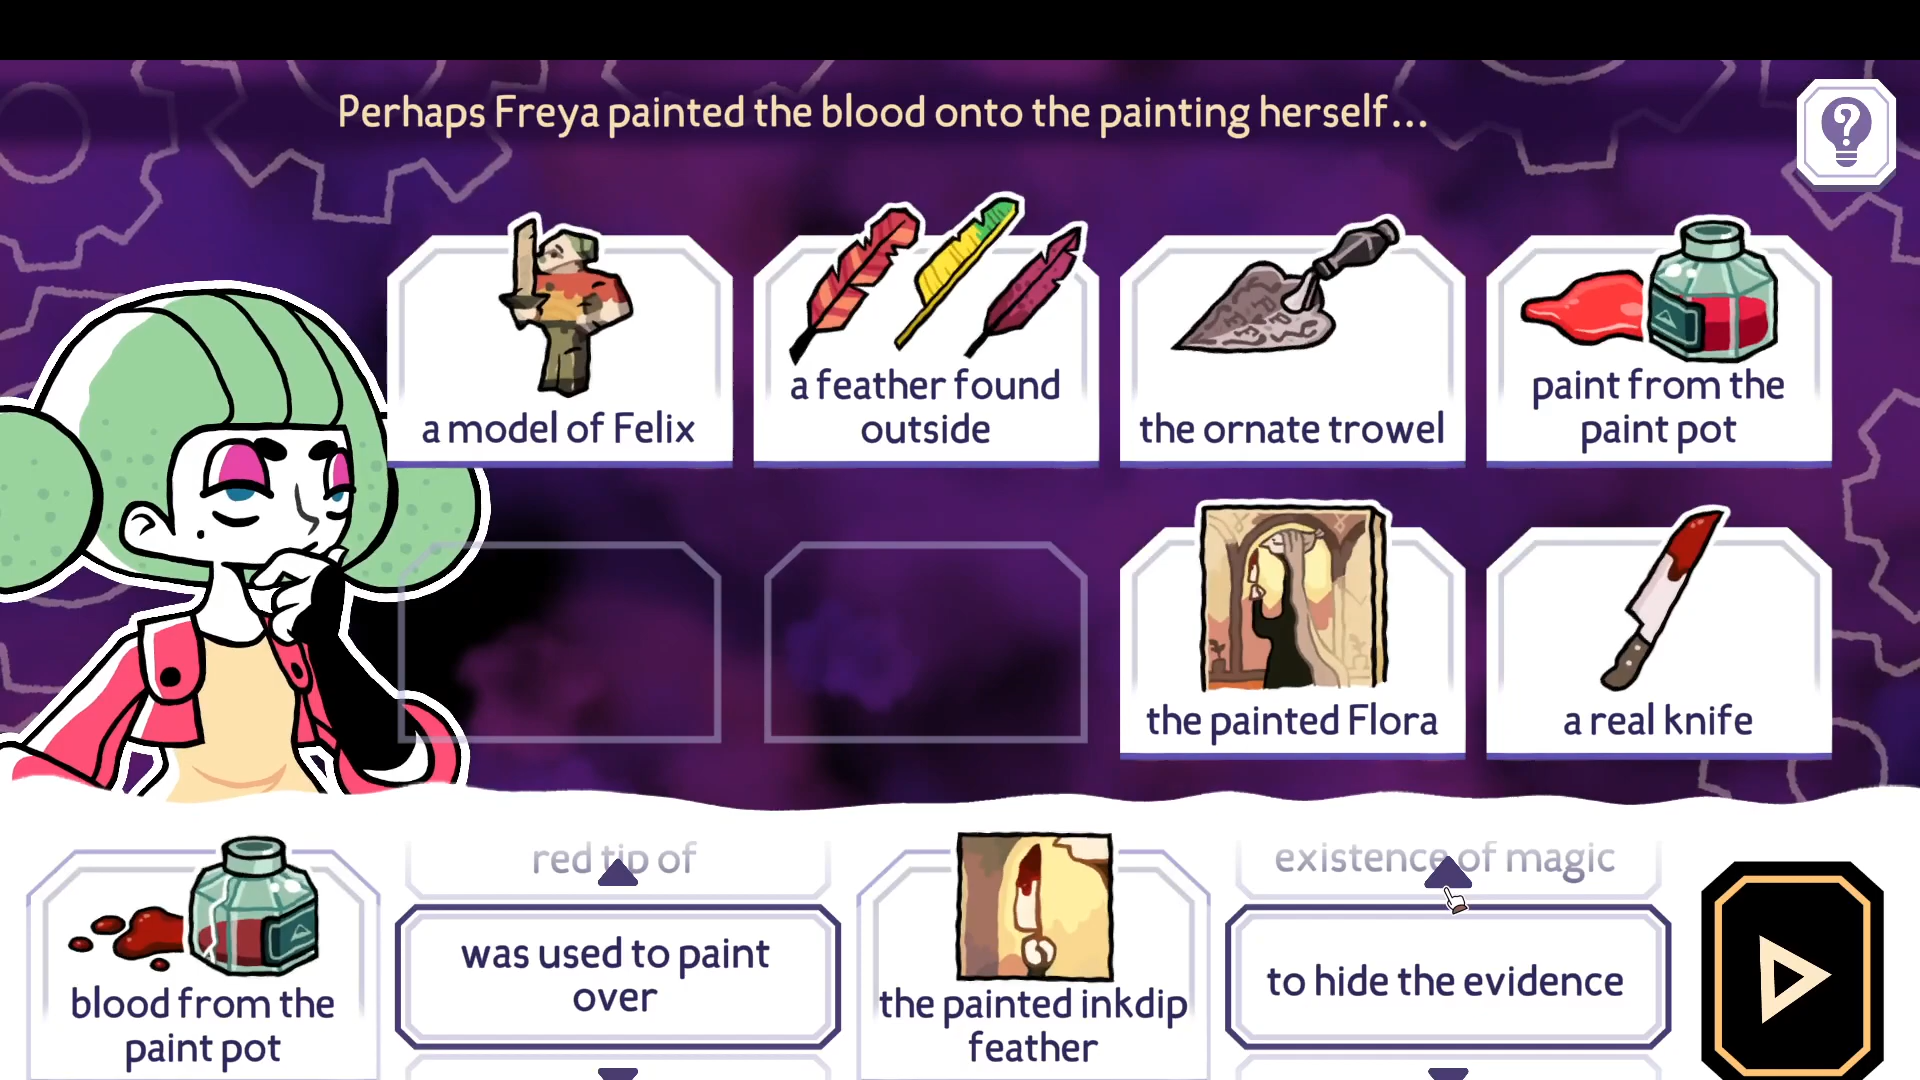 Perhaps Freya painted the blood onto the painting herself...
?
a model of Felix
a feather found
outside
the ornate trowel
paint from the
paint pot
the painted Flora
a real knife
blood from the
paint pot
red tip of
was used to paint
over
the painted inkdip
feather
existence of magic
to hide the evidence